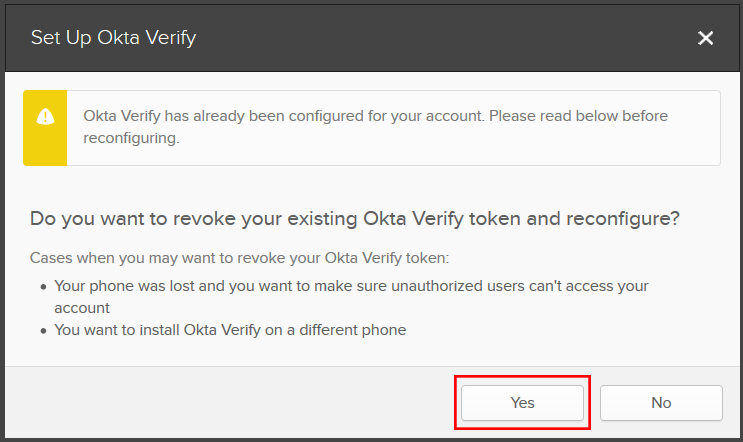 Set Up Okta Verify
Okta Verify has already been configured for your account. Please read below before
reconfiguring.
Do you want to revoke your existing Okta Verify token and reconfigure?
Cases when you may want to revoke your Okta Verify token:
Your phone was lost and you want to make sure unauthorized users can't access your
account
You want to install Okta Verify on a different phone
Yes
No